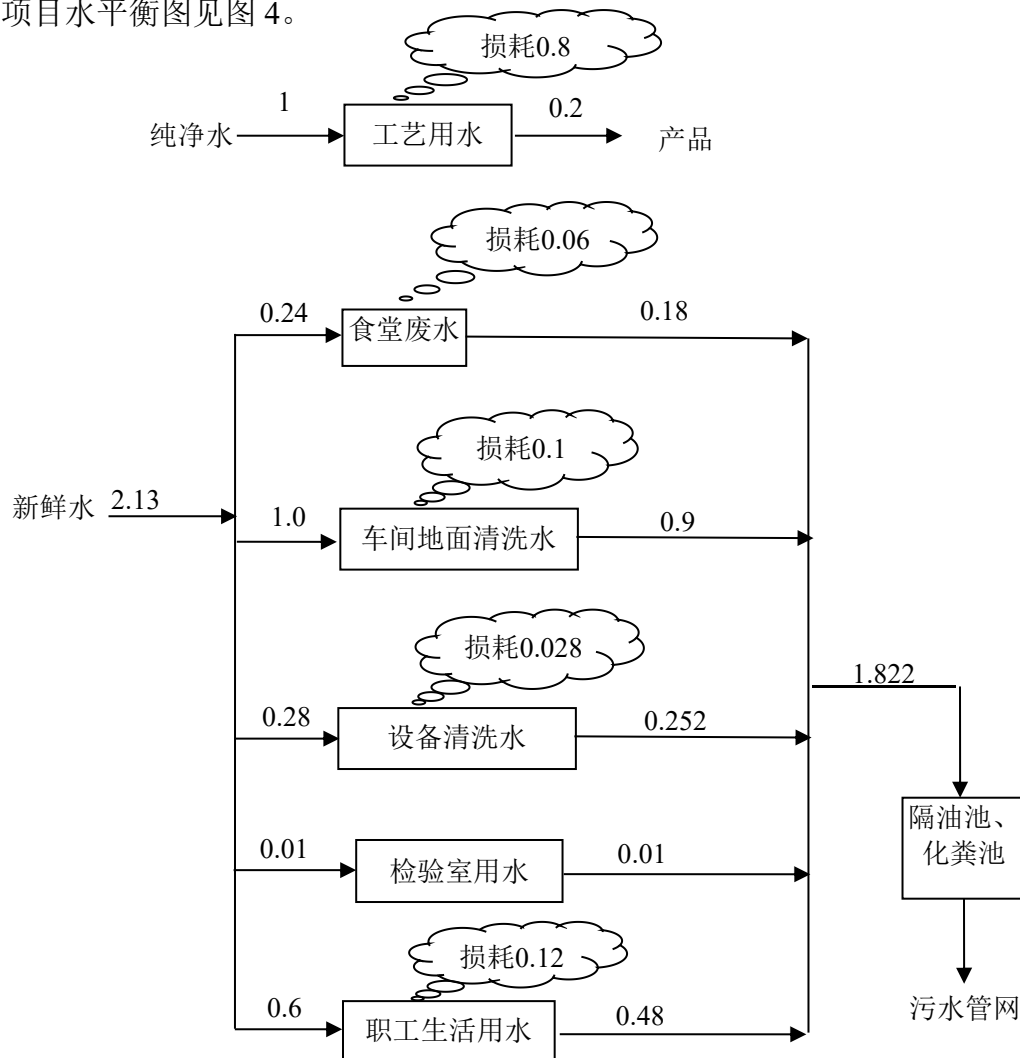 项目水平衡图见图 4。
损耗0.8
纯净水
1
工艺用水
0.2
产品
损耗0.06
0.24
食堂废水
0.18
损耗0.1
新鲜水
2.13
1.0
车间地面清洗水
0.9
损耗0.028
0.28
设备清洗水
0.252
1.822
隔油池、
化粪池
0.01
检验室用水
0.01
损耗0.12
0.6
职工生活用水
0.48
污水管网